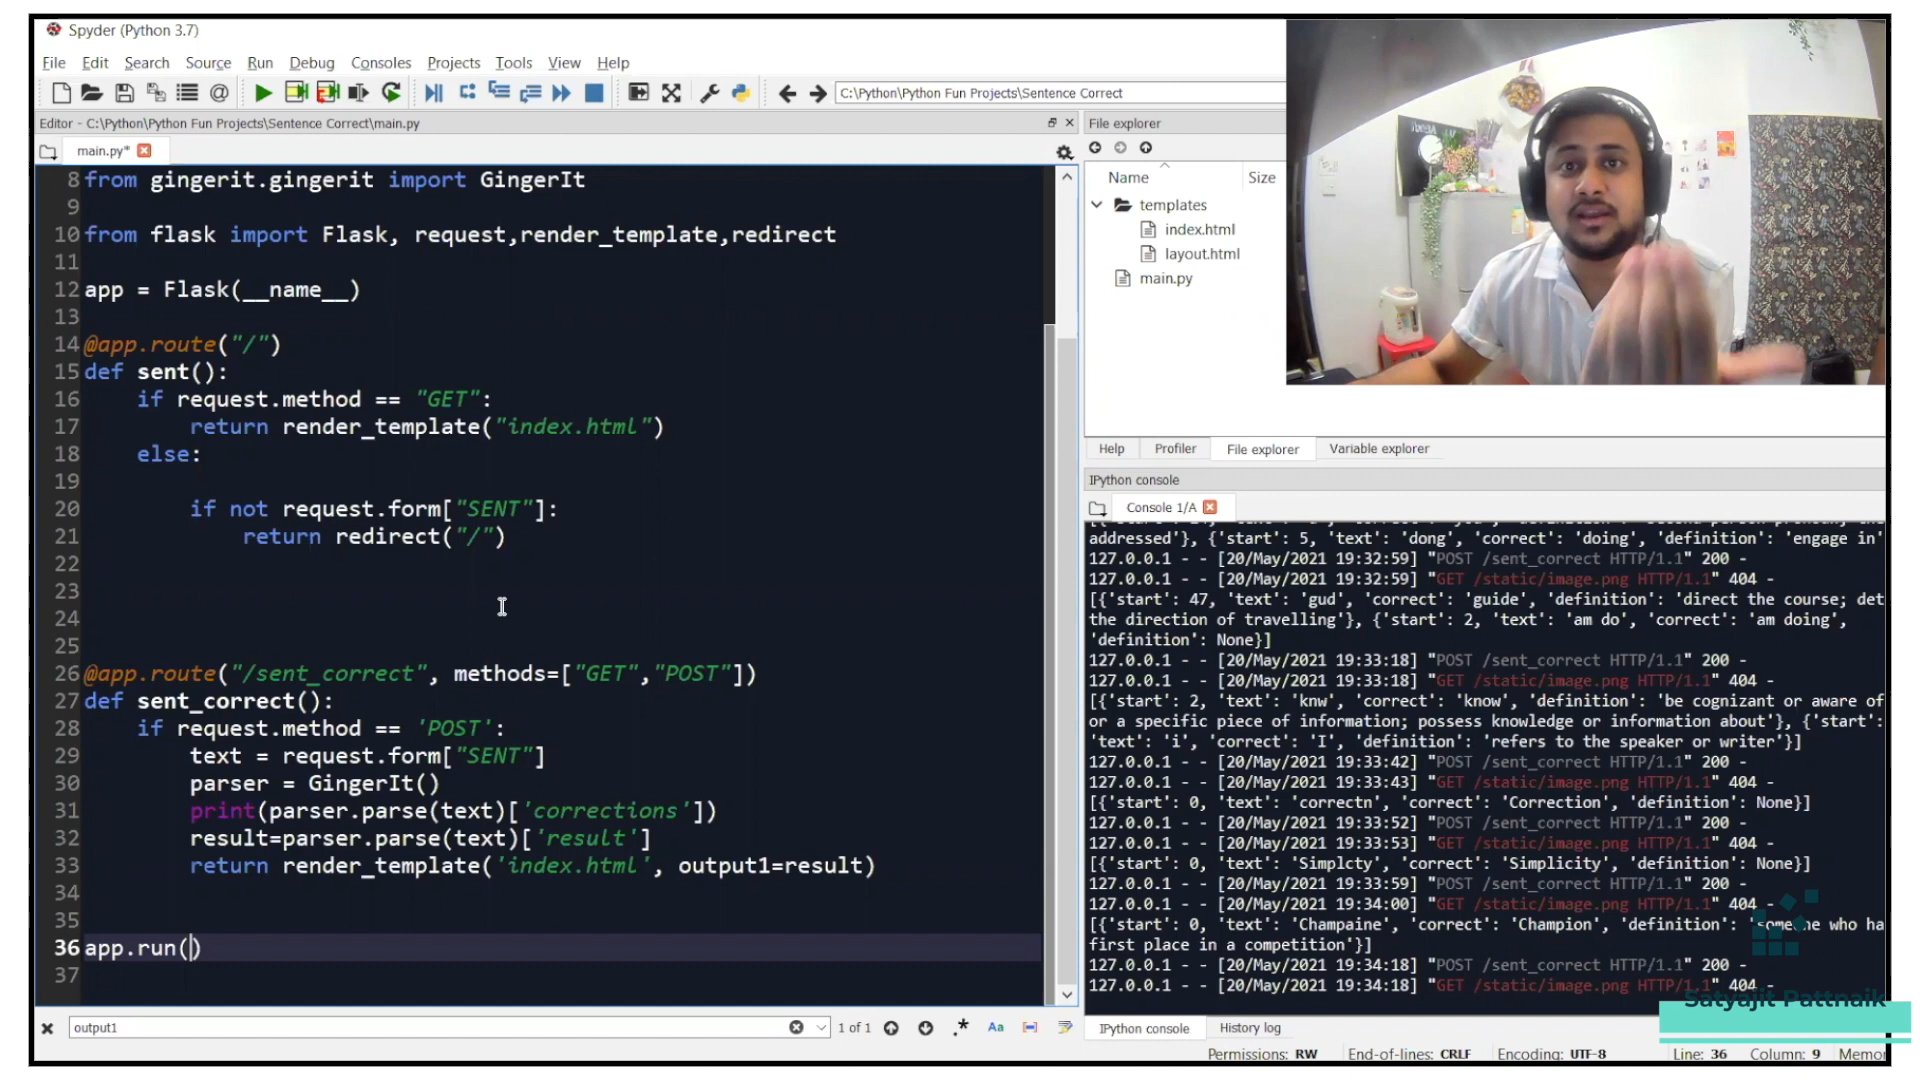 Spyder (Python 3.7)
File Edit Search Source Run Debug Consoles Projects Tools View Help
C:\Python\Python Fun Projects\Sentence Correct
Editor - C:\Python\Python Fun Projects\Sentence Correct\main.py
main.py*
8 from gingerit.gingerit import GingerIt
9
10 from flask import Flask, request,render_template,redirect
11
12 app = Flask(__name__)
13
14 @app.route("/")
15 def sent():
16 if request.method == "GET":
17 return render_template("index.html")
18 else:
19
20 if not request.form["SENT"]:
21 return redirect("/")
22
23
24
25
26 @app.route("/sent_correct", methods=["GET","POST"])
27 def sent_correct():
28 if request.method == 'POST':
29 text = request.form["SENT"]
30 parser = GingerIt()
31 print(parser.parse(text)['corrections'])
32 result=parser.parse(text)['result']
33 return render_template('index.html', output1=result)
34
35
36 app.run()
37
output1
1 of 1
Aa
File explorer
Name Size
templates
index.html
layout.html
main.py
Help Profiler File explorer Variable explorer
IPython console
Console 1/A
addressed'}, {'start': 5, 'text': 'dong', 'correct': 'doing', 'definition': 'engage in'
127.0.0.1 - - [20/May/2021 19:32:59] "POST /sent_correct HTTP/1.1" 200 -
127.0.0.1 - - [20/May/2021 19:32:59] "GET /static/image.png HTTP/1.1" 404 -
[{'start': 47, 'text': 'gud', 'correct': 'guide', 'definition': 'direct the course; det
the direction of travelling'}, {'start': 2, 'text': 'am do', 'correct': 'am doing',
'definition': None}]
127.0.0.1 - - [20/May/2021 19:33:18] "POST /sent_correct HTTP/1.1" 200 -
127.0.0.1 - - [20/May/2021 19:33:18] "GET /static/image.png HTTP/1.1" 404 -
[{'start': 2, 'text': 'knw', 'correct': 'know', 'definition': 'be cognizant or aware of
or a specific piece of information; possess knowledge or information about'}, {'start':
'text': 'i', 'correct': 'I', 'definition': 'refers to the speaker or writer'}]
127.0.0.1 - - [20/May/2021 19:33:42] "POST /sent_correct HTTP/1.1" 200 -
127.0.0.1 - - [20/May/2021 19:33:43] "GET /static/image.png HTTP/1.1" 404 -
[{'start': 0, 'text': 'correctn', 'correct': 'Correction', 'definition': None}]
127.0.0.1 - - [20/May/2021 19:33:52] "POST /sent_correct HTTP/1.1" 200 -
127.0.0.1 - - [20/May/2021 19:33:53] "GET /static/image.png HTTP/1.1" 404 -
[{'start': 0, 'text': 'Simplcty', 'correct': 'Simplicity', 'definition': None}]
127.0.0.1 - - [20/May/2021 19:33:59] "POST /sent_correct HTTP/1.1" 200 -
127.0.0.1 - - [20/May/2021 19:34:00] "GET /static/image.png HTTP/1.1" 404 -
[{'start': 0, 'text': 'Champaine', 'correct': 'Champion', 'definition': 'someone who ha
first place in a competition'}]
127.0.0.1 - - [20/May/2021 19:34:18] "POST /sent_correct HTTP/1.1" 200 -
127.0.0.1 - - [20/May/2021 19:34:18] "GET /static/image.png HTTP/1.1" 404 -
Satyajit Pattnaik
IPython console History log
Permissions: RW End-of-lines: CRLF Encoding: UTF-8 Line: 36 Column: 9 Memor